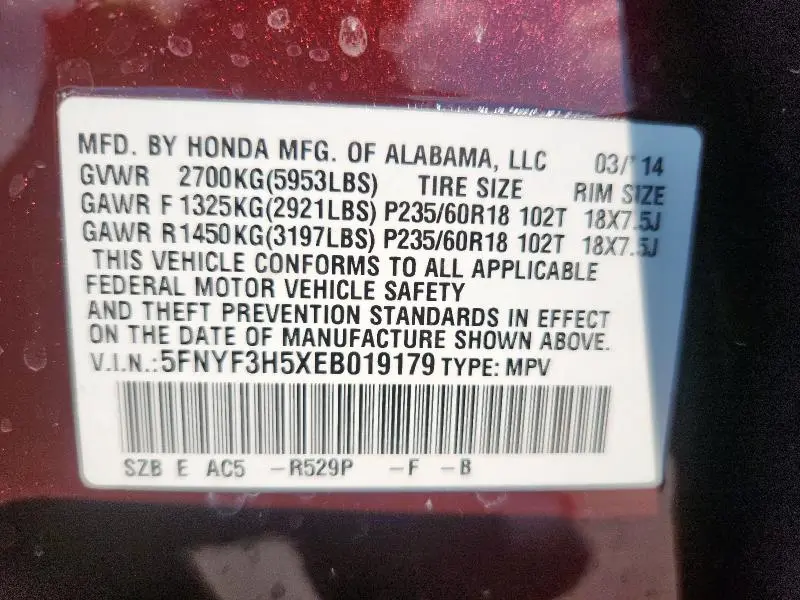 MFD. BY HONDA MFG. OF ALABAMA, LLC 03/14
GVWR 2700KG(5953LBS) TIRE SIZE RIM SIZE
GAWR F 1325KG(2921LBS) P235/60R18 102T 18X7.5J
GAWR R 1450KG(3197LBS) P235/60R18 102T 18X7.5J
THIS VEHICLE CONFORMS TO ALL APPLICABLE
FEDERAL MOTOR VEHICLE SAFETY
AND THEFT PREVENTION STANDARDS IN EFFECT
ON THE DATE OF MANUFACTURE SHOWN ABOVE.
V.I.N.: 5FNYF3H5XEB019179 TYPE: MPV
SZB E AC5 -R529P -F -B